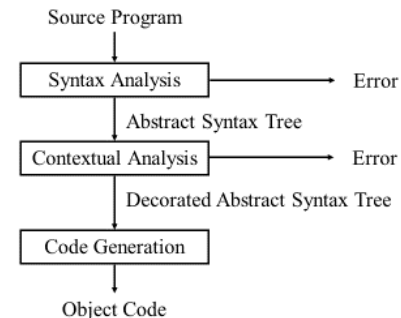 Source Program
Syntax Analysis
Error
Abstract Syntax Tree
Contextual Analysis
Error
Decorated Abstract Syntax Tree
Code Generation
Object Code